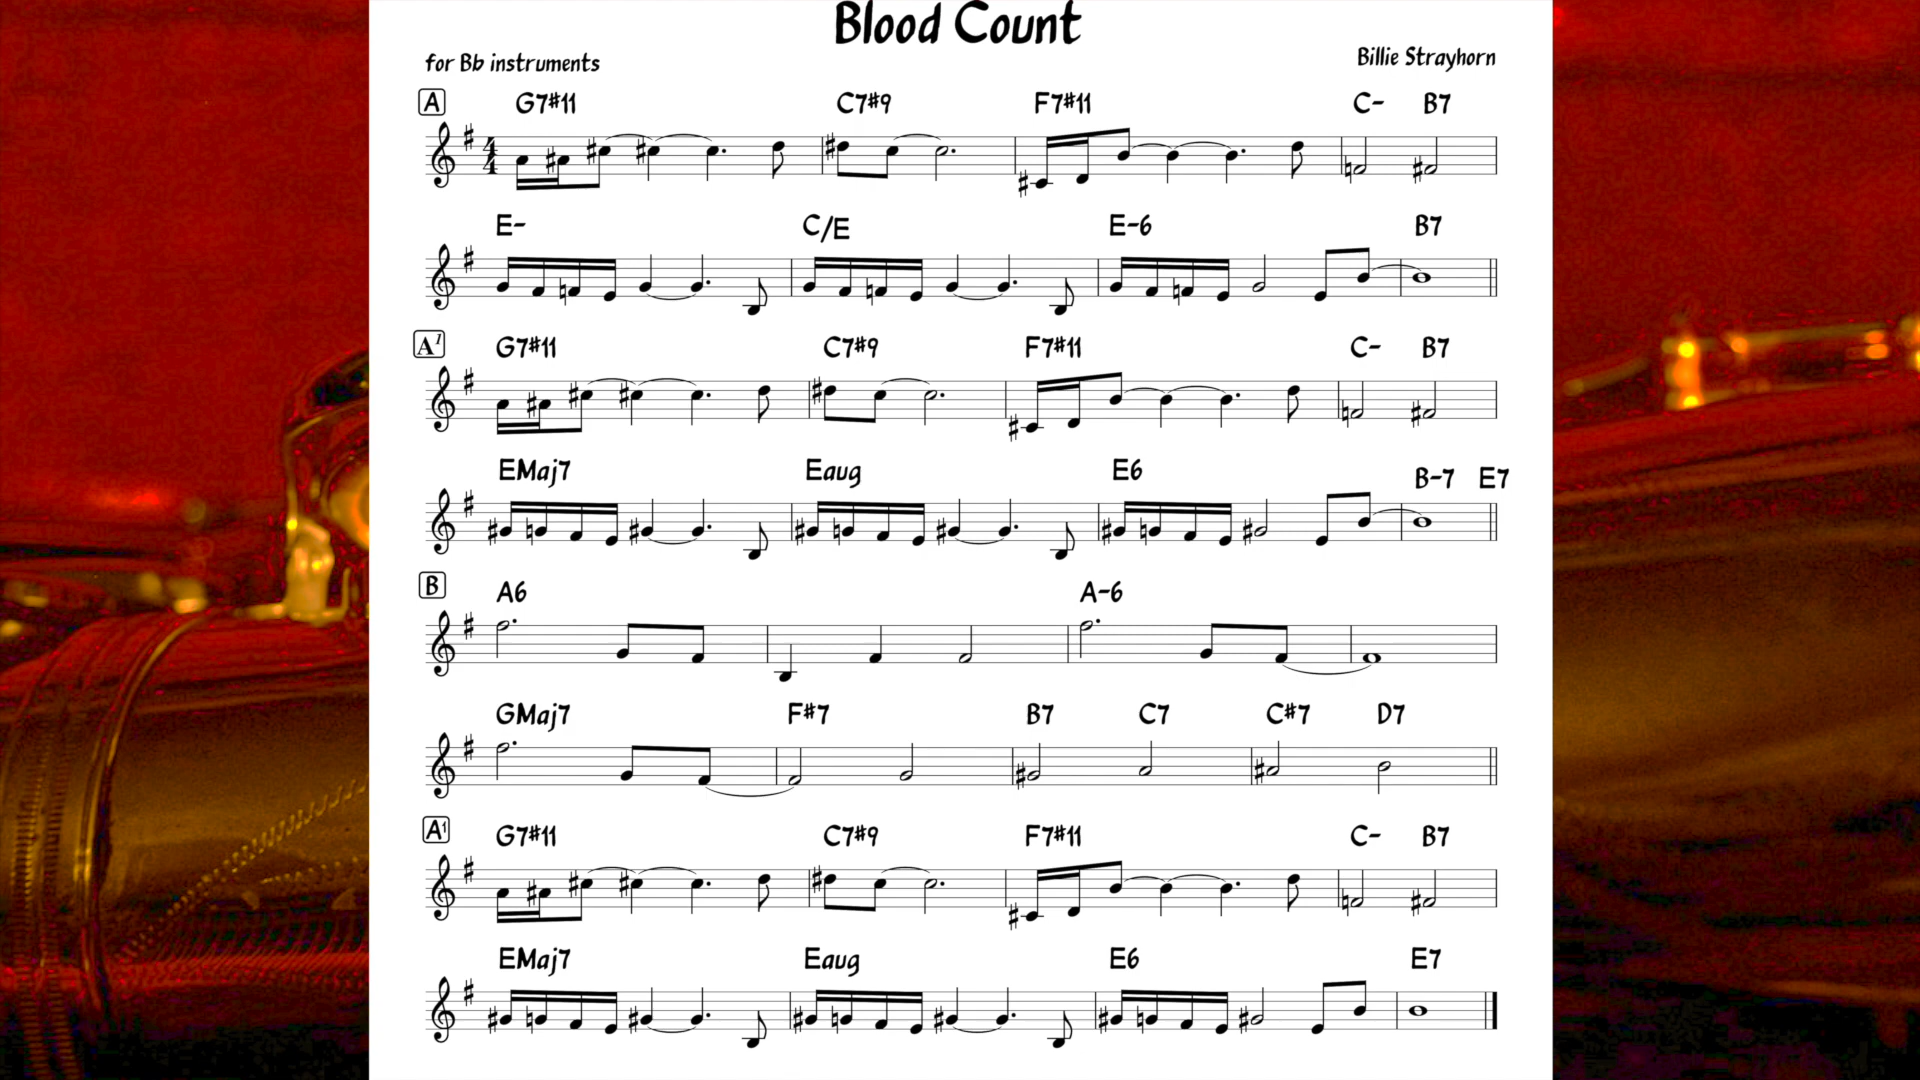 Blood Count
for Bb instruments
Billie Strayhorn
A G7#11 C7#9 F7#11 C- B7
4
4
E- C/E E-6 B7
A1 G7#11 C7#9 F7#11 C- B7
EMaj7 Eaug E6 B-7 E7
B A6 A-6
GMaj7 F#7 B7 C7 C#7 D7
A1 G7#11 C7#9 F7#11 C- B7
EMaj7 Eaug E6 E7